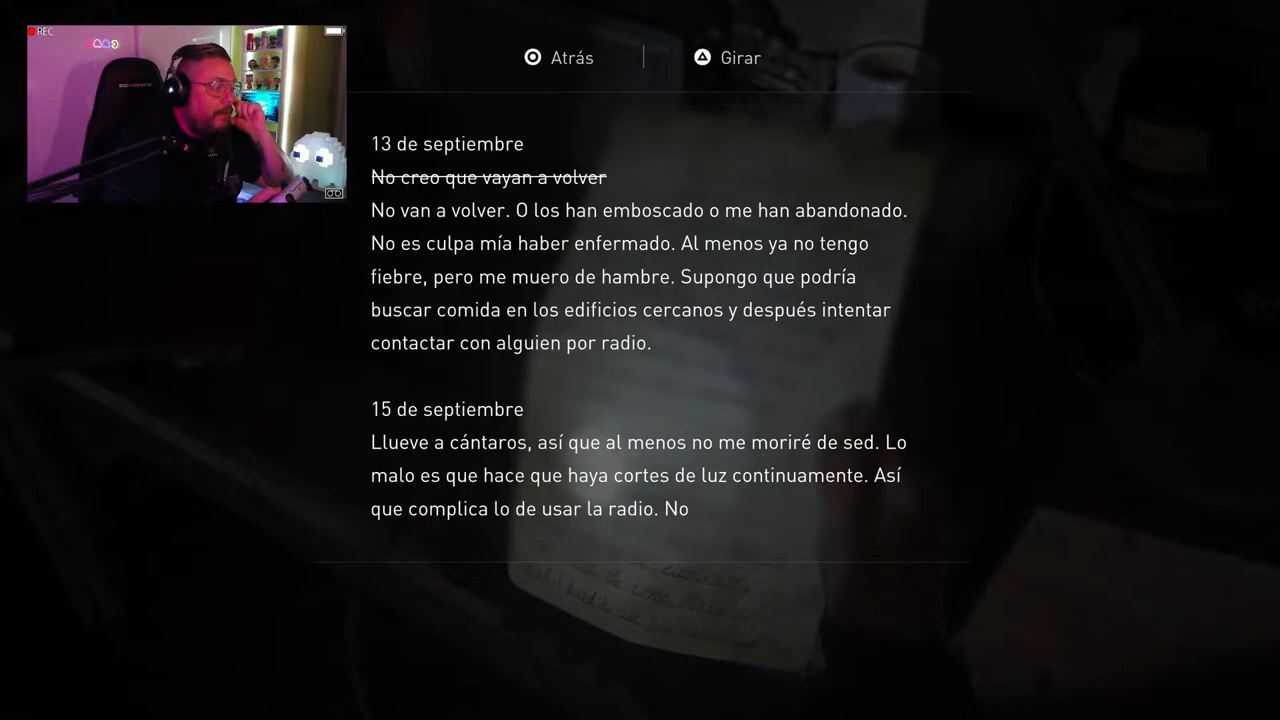 REC
Atrás
Girar
13 de septiembre
No creo que vayan a volver
No van a volver. O los han emboscado o me han abandonado.
No es culpa mía haber enfermado. Al menos ya no tengo
fiebre, pero me muero de hambre. Supongo que podría
buscar comida en los edificios cercanos y después intentar
contactar con alguien por radio.
15 de septiembre
Llueve a cántaros, así que al menos no me moriré de sed. Lo
malo es que hace que haya cortes de luz continuamente. Así
que complica lo de usar la radio. No